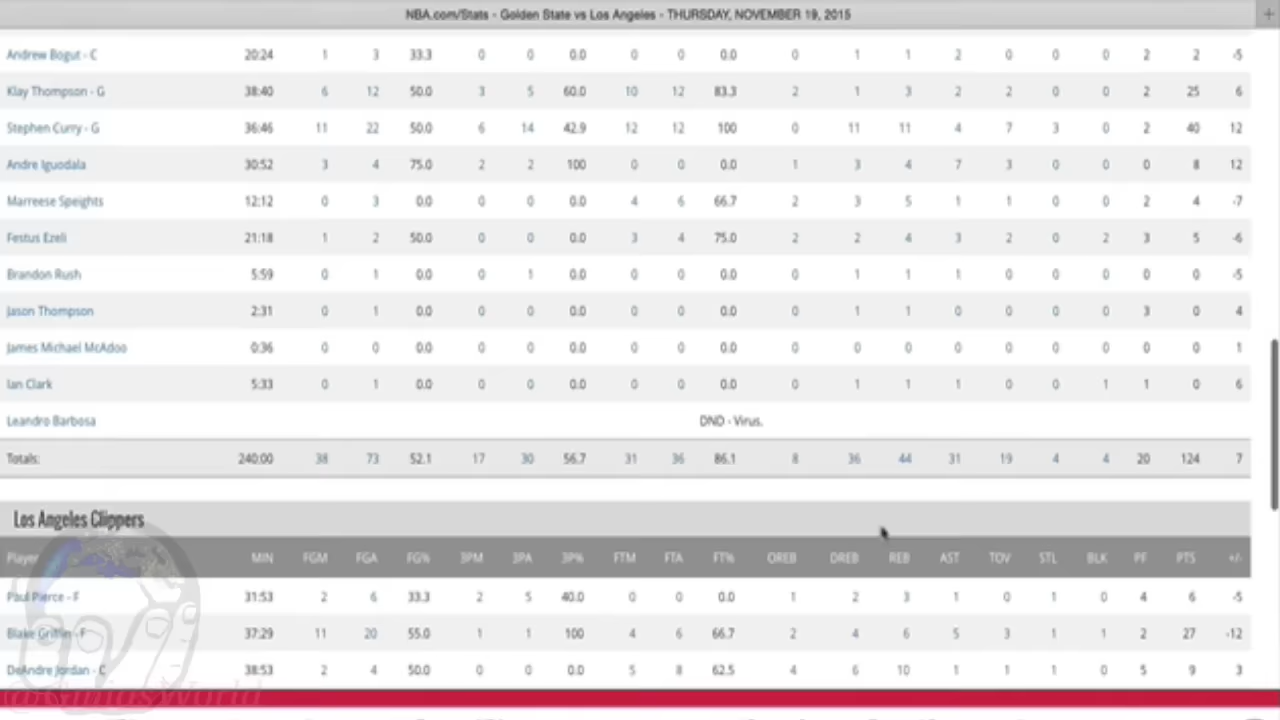 NBA.com/Stats - Golden State vs Los Angeles - THURSDAY, NOVEMBER 19, 2015 +
Andrew Bogut - C 20:24 1 3 33.3 0 0 0.0 0 0 0.0 0 1 1 2 0 0 0 2 2 -5
Klay Thompson - G 38:40 6 12 50.0 3 5 60.0 10 12 83.3 2 1 3 2 2 0 0 2 25 6
Stephen Curry - G 36:46 11 22 50.0 6 14 42.9 12 12 100 0 11 11 4 7 3 0 2 40 12
Andre Iguodala 30:52 3 4 75.0 2 2 100 0 0 0.0 1 3 4 7 3 0 0 0 8 12
Marreese Speights 12:12 0 3 0.0 0 0 0.0 4 6 66.7 2 3 5 1 1 0 0 2 4 -7
Festus Ezeli 21:18 1 2 50.0 0 0 0.0 3 4 75.0 2 2 4 3 2 0 2 3 5 -6
Brandon Rush 5:59 0 1 0.0 0 1 0.0 0 0 0.0 0 1 1 1 0 0 0 0 0 -5
Jason Thompson 2:31 0 1 0.0 0 0 0.0 0 0 0.0 0 1 1 0 0 0 0 3 0 4
James Michael McAdoo 0:36 0 0 0.0 0 0 0.0 0 0 0.0 0 0 0 0 0 0 0 0 0 1
Ian Clark 5:33 0 1 0.0 0 0 0.0 0 0 0.0 0 1 1 1 0 0 1 1 0 6
Leandro Barbosa DND - Virus.
Totals: 240:00 38 73 52.1 17 30 56.7 31 36 86.1 8 36 44 31 19 4 4 20 124 7
Los Angeles Clippers
Player MIN FGM FGA FG% 3PM 3PA 3P% FTM FTA FT% OREB DREB REB AST TOV STL BLK PF PTS +/-
Paul Pierce - F 31:53 2 6 33.3 2 5 40.0 0 0 0.0 1 2 3 1 0 1 0 4 6 -5
Blake Griffin - F 37:29 11 20 55.0 1 1 100 4 6 66.7 2 4 6 5 3 1 1 2 27 -12
DeAndre Jordan - C 38:53 2 4 50.0 0 0 0.0 5 8 62.5 4 6 10 1 1 1 0 5 9 3